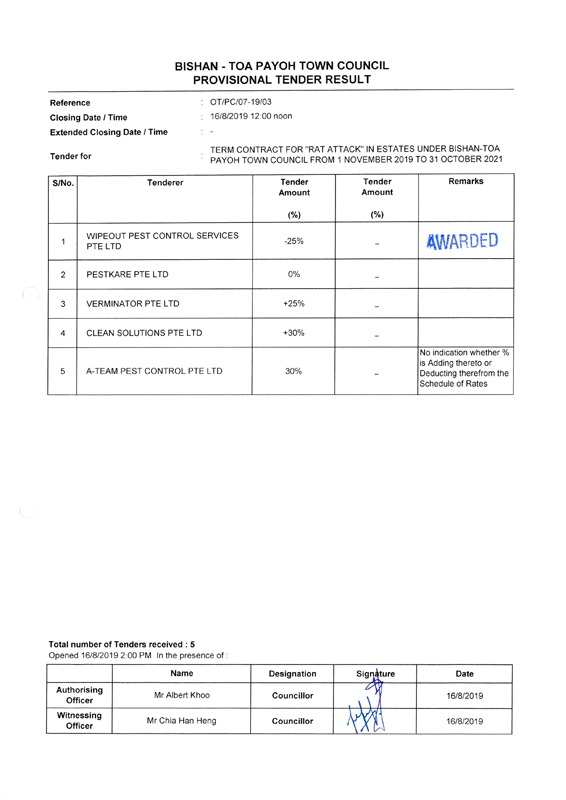 BISHAN - TOA PAYOH TOWN COUNCIL
PROVISIONAL TENDER RESULT
Reference : OT/PC/07-19/03
Closing Date / Time : 16/8/2019 12:00 noon
Extended Closing Date / Time : -
Tender for : TERM CONTRACT FOR "RAT ATTACK" IN ESTATES UNDER BISHAN-TOA
PAYOH TOWN COUNCIL FROM 1 NOVEMBER 2019 TO 31 OCTOBER 2021
S/No. Tenderer Tender Tender Remarks
Amount Amount
(%) (%)
1 WIPEOUT PEST CONTROL SERVICES
PTE LTD -25% – AWARDED
2 PESTKARE PTE LTD 0% –
3 VERMINATOR PTE LTD +25% –
4 CLEAN SOLUTIONS PTE LTD +30% –
5 A-TEAM PEST CONTROL PTE LTD 30% – No indication whether %
is Adding thereto or
Deducting therefrom the
Schedule of Rates
Total number of Tenders received : 5
Opened 16/8/2019 2:00 PM In the presence of :
Name Designation Signature Date
Authorising
Officer Mr Albert Khoo Councillor 16/8/2019
Witnessing
Officer Mr Chia Han Heng Councillor 16/8/2019